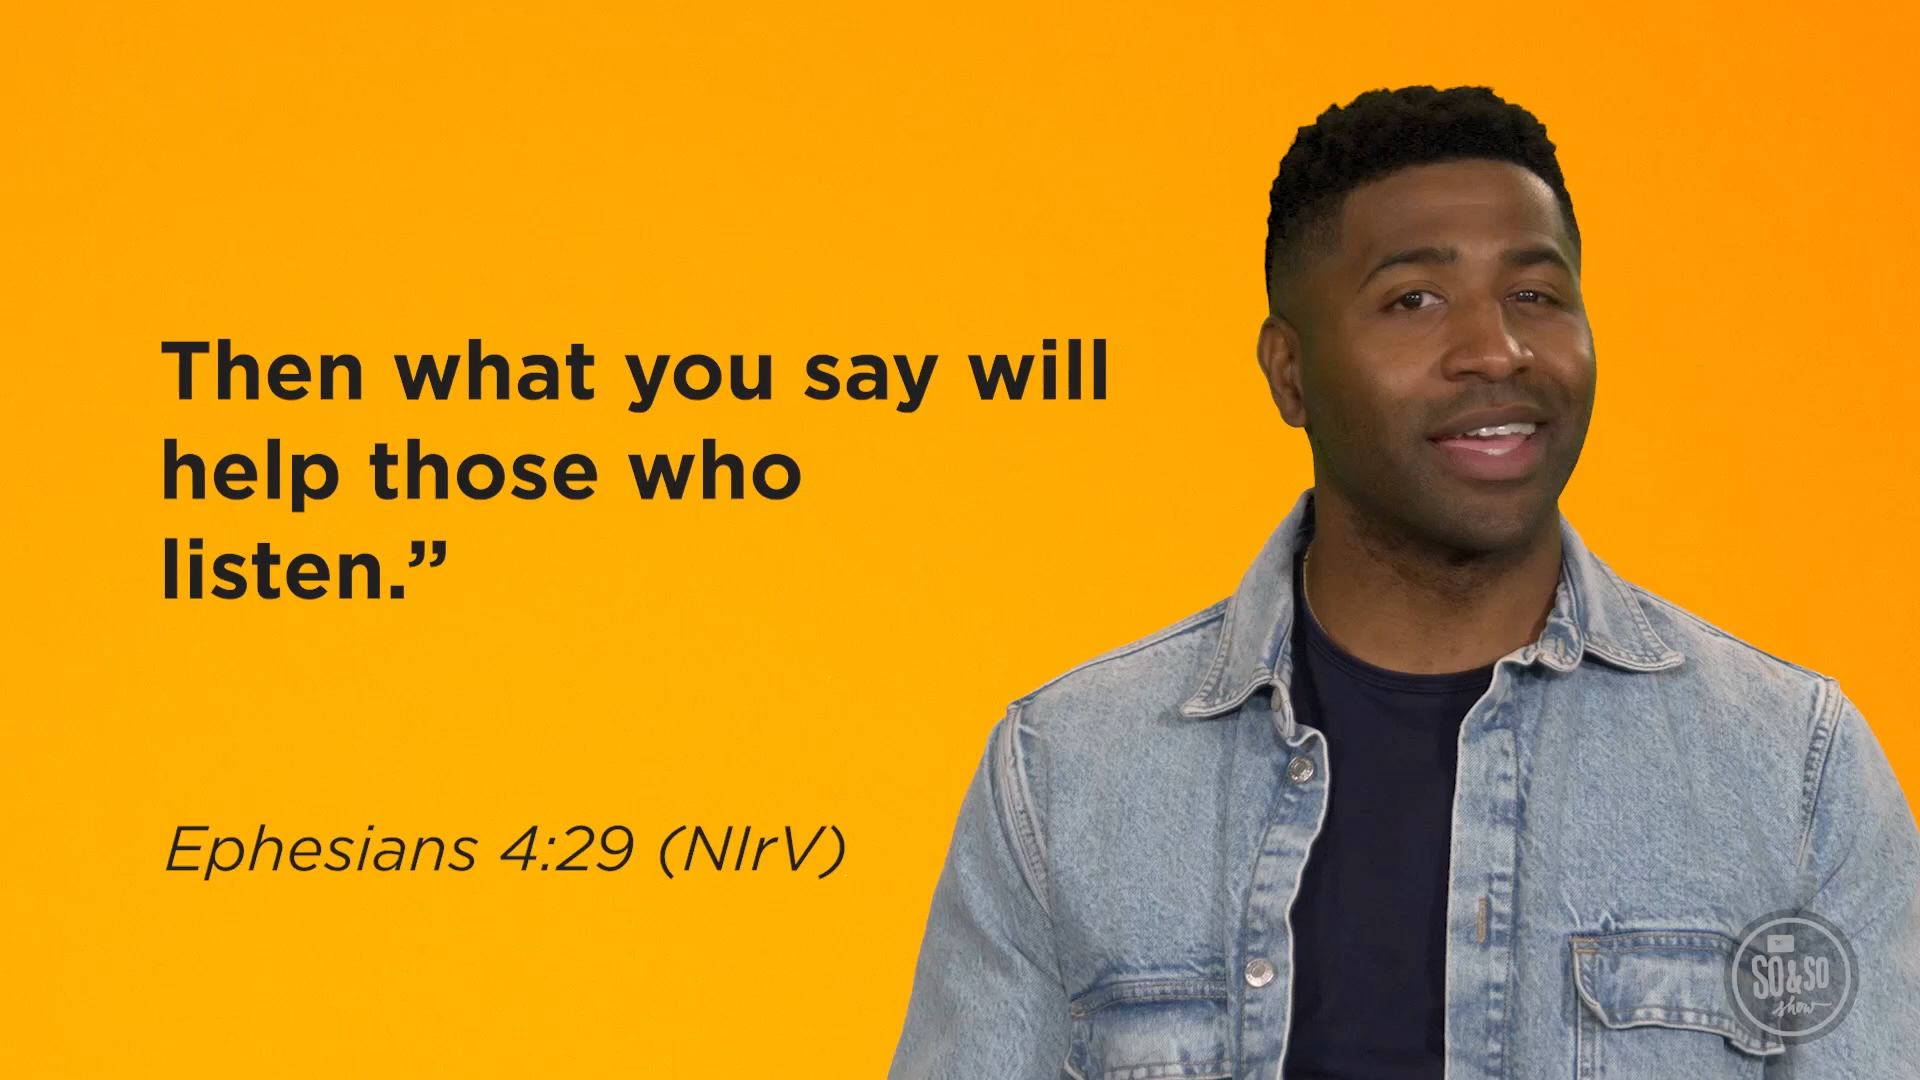 Then what you say will
help those who
listen.”
Ephesians 4:29 (NIrV)
SO&SO
show